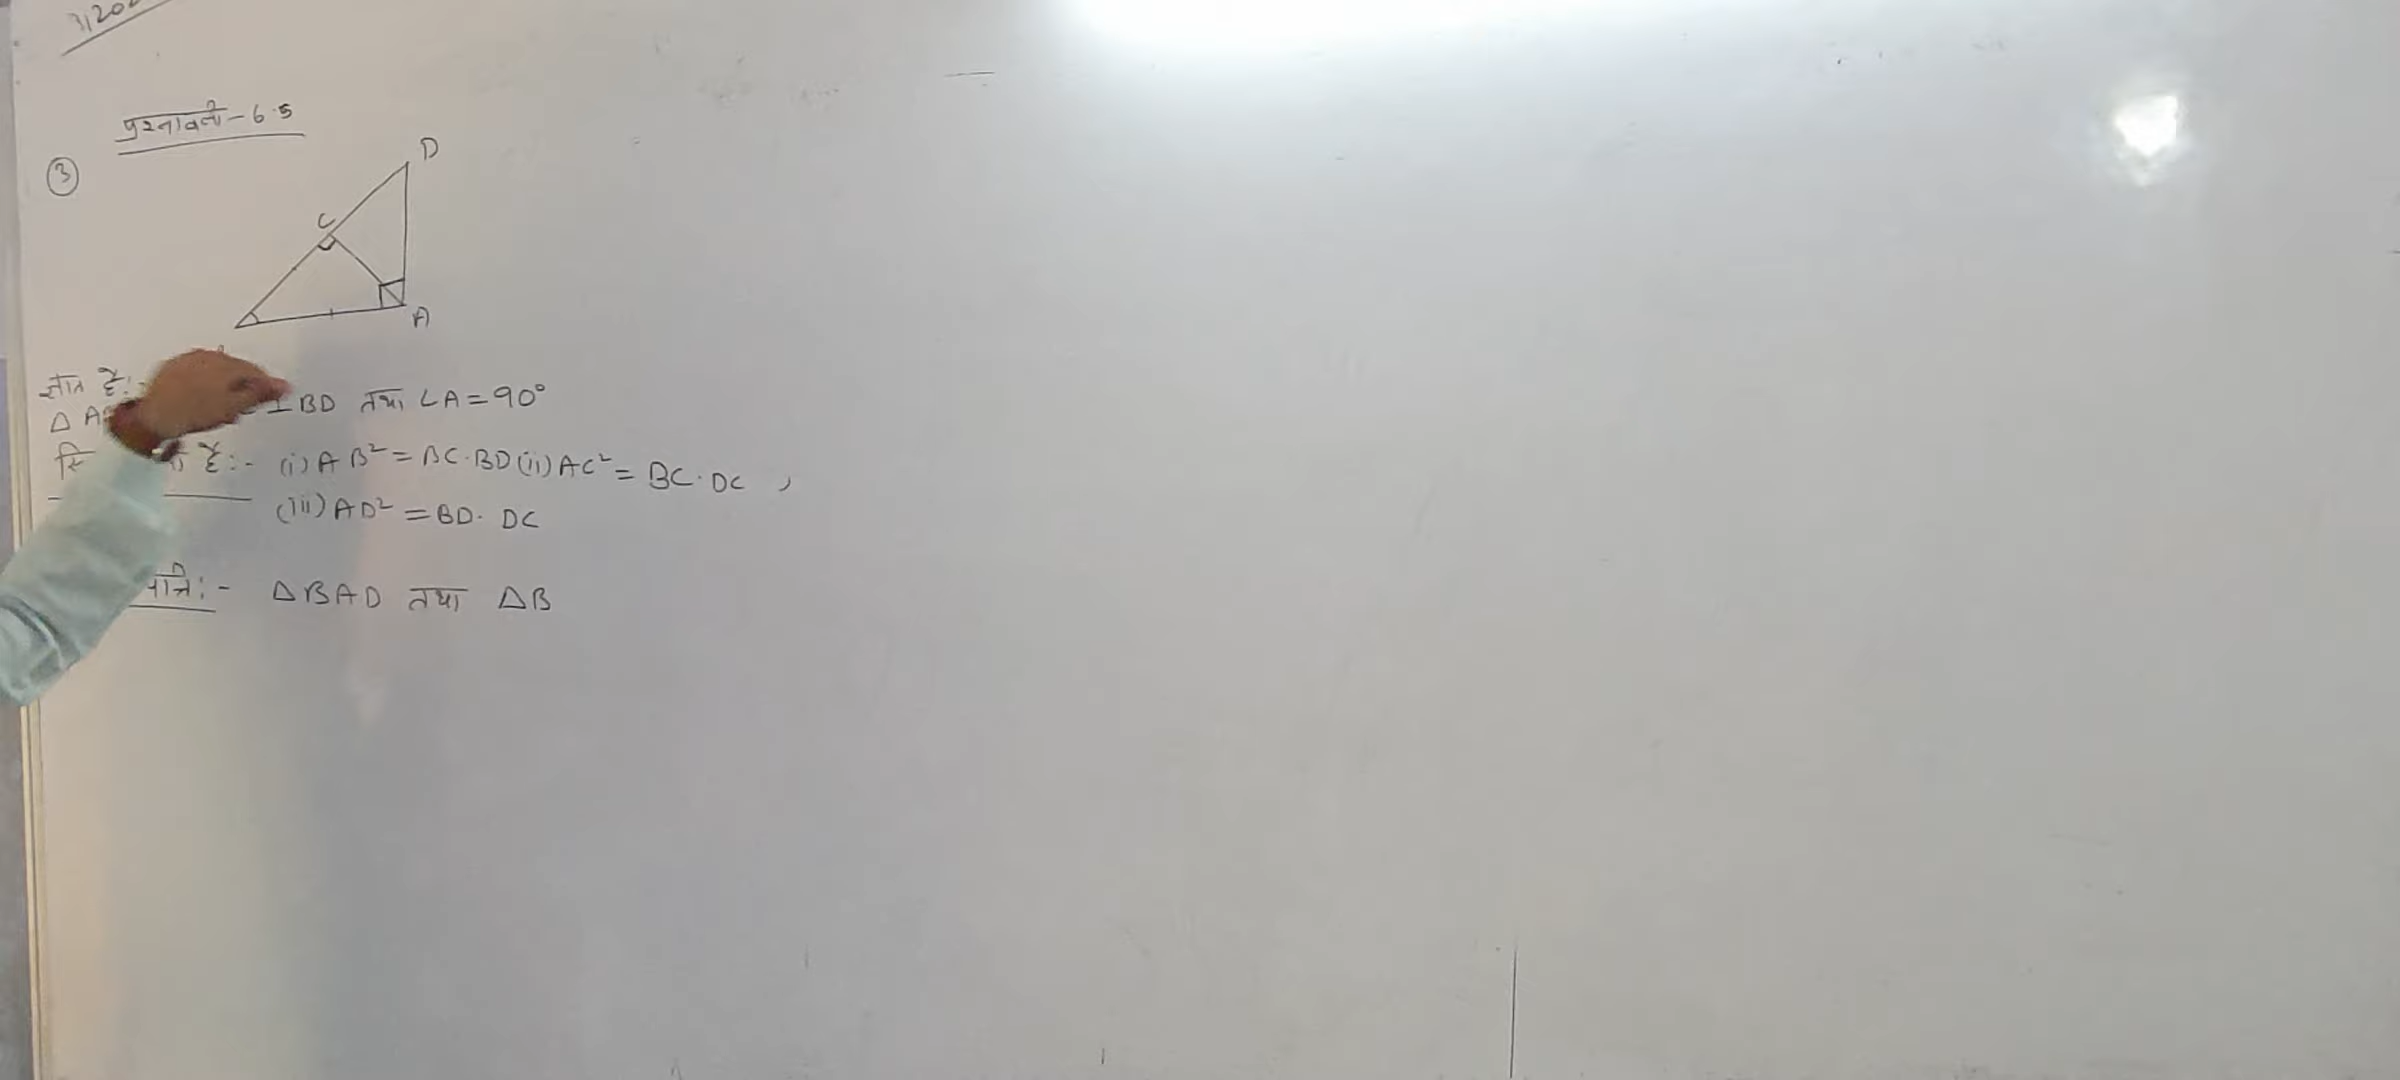 प्रश्नावली - 6.5
③
D
C
A
ज्ञात है:-
Δ A ⊥ BD तथा ∠A = 90°
है:- (i) AB² = BC·BD (ii) AC² = BC·DC ,
(iii) AD² = BD· DC
:- ΔBAD तथा ΔB